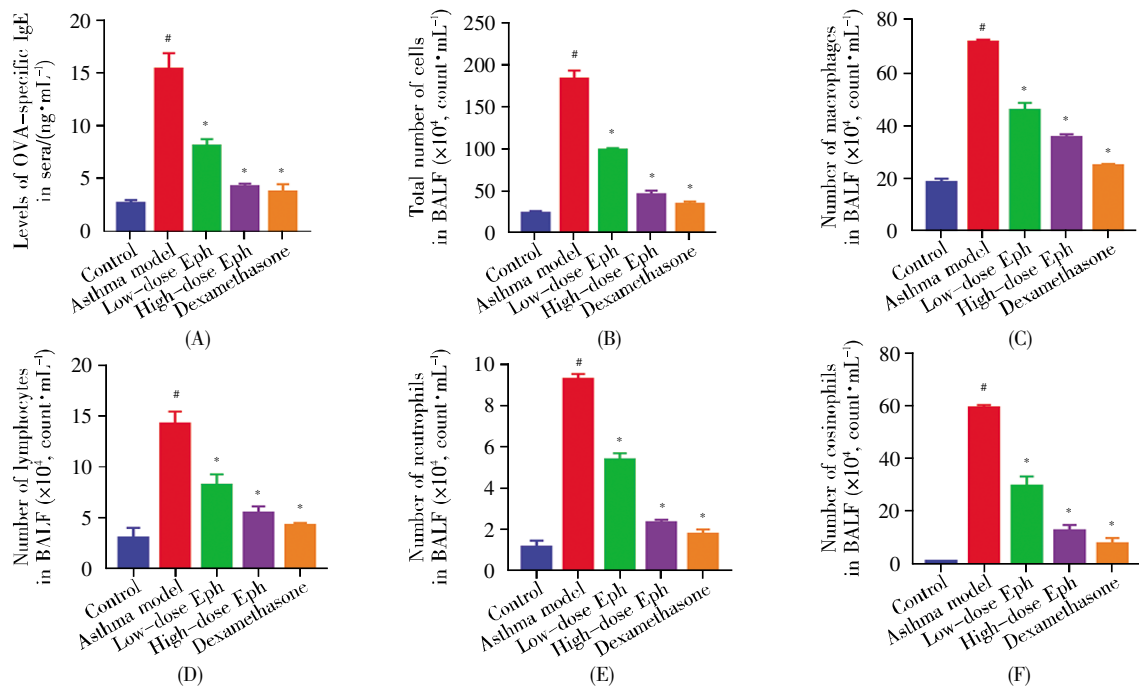 Levels of OVA-specific IgE
in sera/(ng•mL⁻¹)
20
15
10
5
0
#
*
*
*
Control
Asthma model
Low-dose Eph
High-dose Eph
Dexamethasone
(A)
Total number of cells
in BALF (×10⁴, count•mL⁻¹)
250
200
150
100
50
0
#
*
*
*
Control
Asthma model
Low-dose Eph
High-dose Eph
Dexamethasone
(B)
Number of macrophages
in BALF (×10⁴, count•mL⁻¹)
80
60
40
20
0
#
*
*
*
Control
Asthma model
Low-dose Eph
High-dose Eph
Dexamethasone
(C)
Number of lymphocytes
in BALF (×10⁴, count•mL⁻¹)
20
15
10
5
0
#
*
*
*
Control
Asthma model
Low-dose Eph
High-dose Eph
Dexamethasone
(D)
Number of neutrophils
in BALF (×10⁴, count•mL⁻¹)
10
8
6
4
2
0
#
*
*
*
Control
Asthma model
Low-dose Eph
High-dose Eph
Dexamethasone
(E)
Number of eosinophils
in BALF (×10⁴, count•mL⁻¹)
80
60
40
20
0
#
*
*
*
Control
Asthma model
Low-dose Eph
High-dose Eph
Dexamethasone
(F)